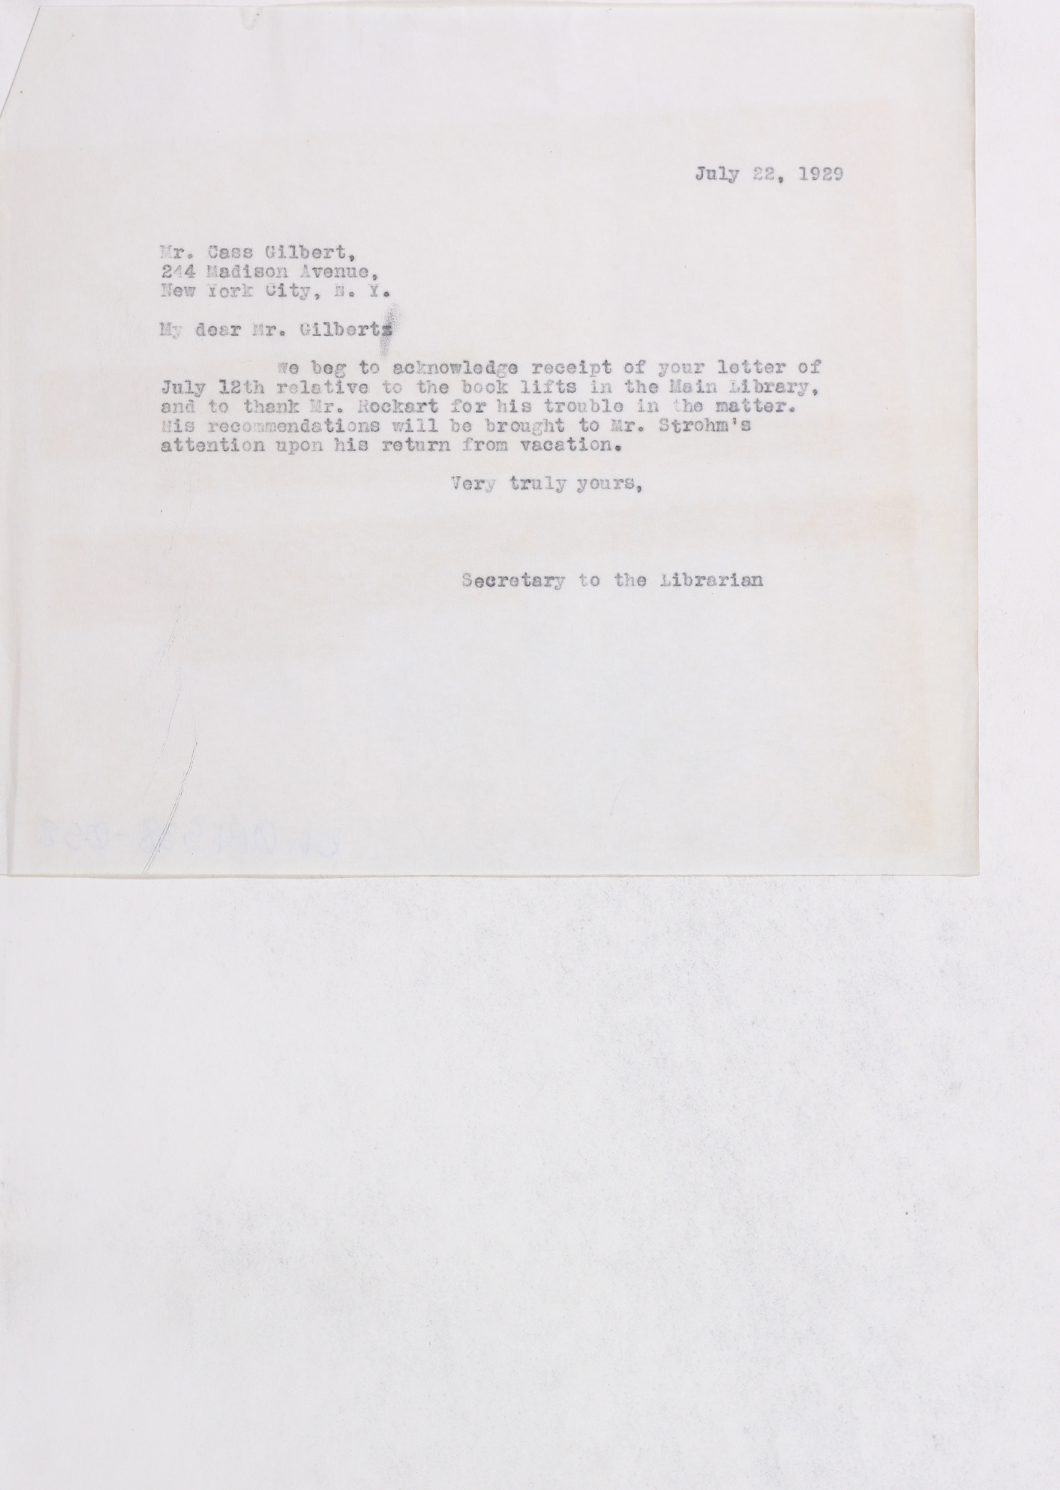 July 22, 1929
Mr. Cass Gilbert,
244 Madison Avenue,
New York City, N. Y.
My dear Mr. Gilbert:
We beg to acknowledge receipt of your letter of
July 12th relative to the book lifts in the Main Library,
and to thank Mr. Rockart for his trouble in the matter.
His recommendations will be brought to Mr. Strohm's
attention upon his return from vacation.
Very truly yours,
Secretary to the Librarian